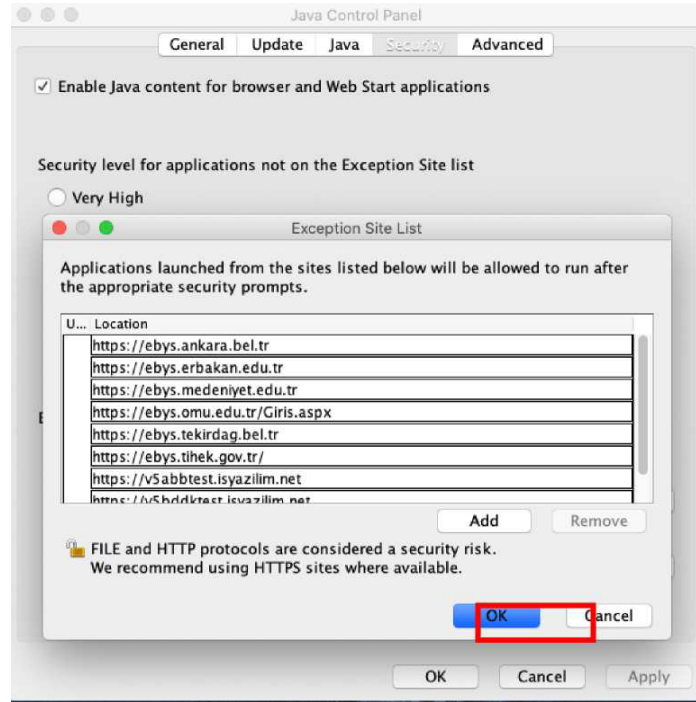 Java Control Panel
General Update Java Security Advanced
Enable Java content for browser and Web Start applications
Security level for applications not on the Exception Site list
Very High
Exception Site List
Applications launched from the sites listed below will be allowed to run after
the appropriate security prompts.
U... Location
https://ebys.ankara.bel.tr
https://ebys.erbakan.edu.tr
https://ebys.medeniyet.edu.tr
https://ebys.omu.edu.tr/Giris.aspx
https://ebys.tekirdag.bel.tr
https://ebys.tihek.gov.tr/
https://v5abbtest.isyazilim.net
https://v5bddktest.isyazilim.net
Add Remove
FILE and HTTP protocols are considered a security risk.
We recommend using HTTPS sites where available.
OK Cancel
OK Cancel Apply